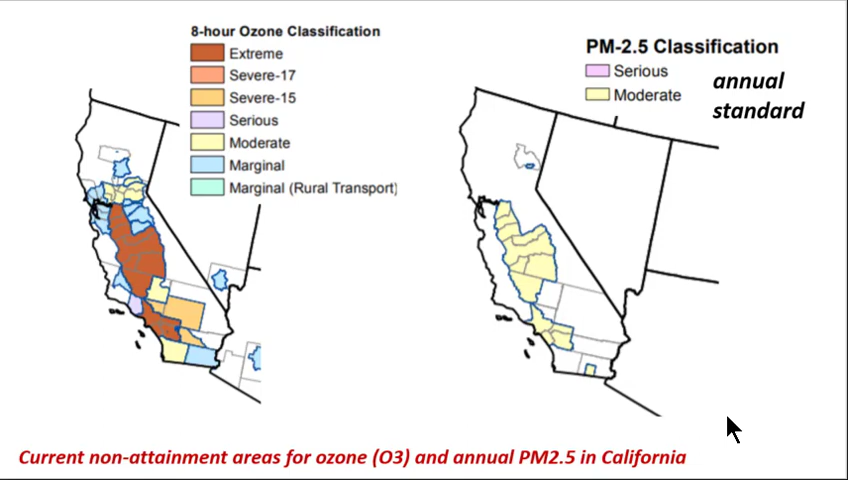 8-hour Ozone Classification
Extreme
Severe-17
Severe-15
Serious
Moderate
Marginal
Marginal (Rural Transport)
PM-2.5 Classification
Serious
Moderate
annual
standard
Current non-attainment areas for ozone (O3) and annual PM2.5 in California